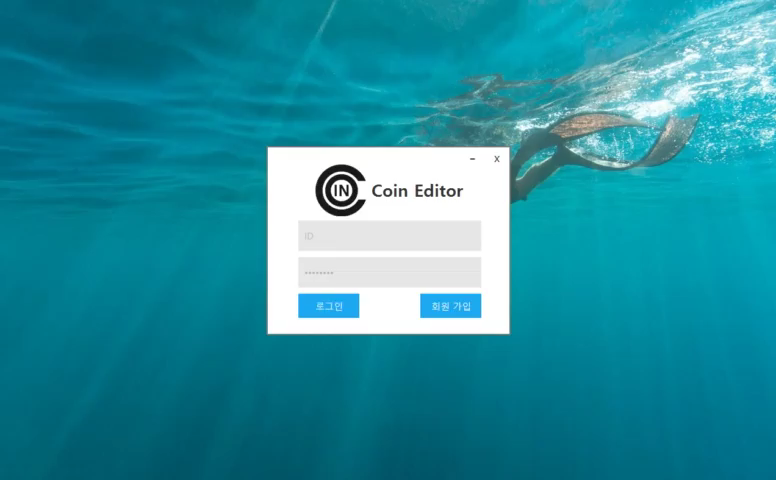 – X
IN Coin Editor
ID
********
로그인 회원 가입